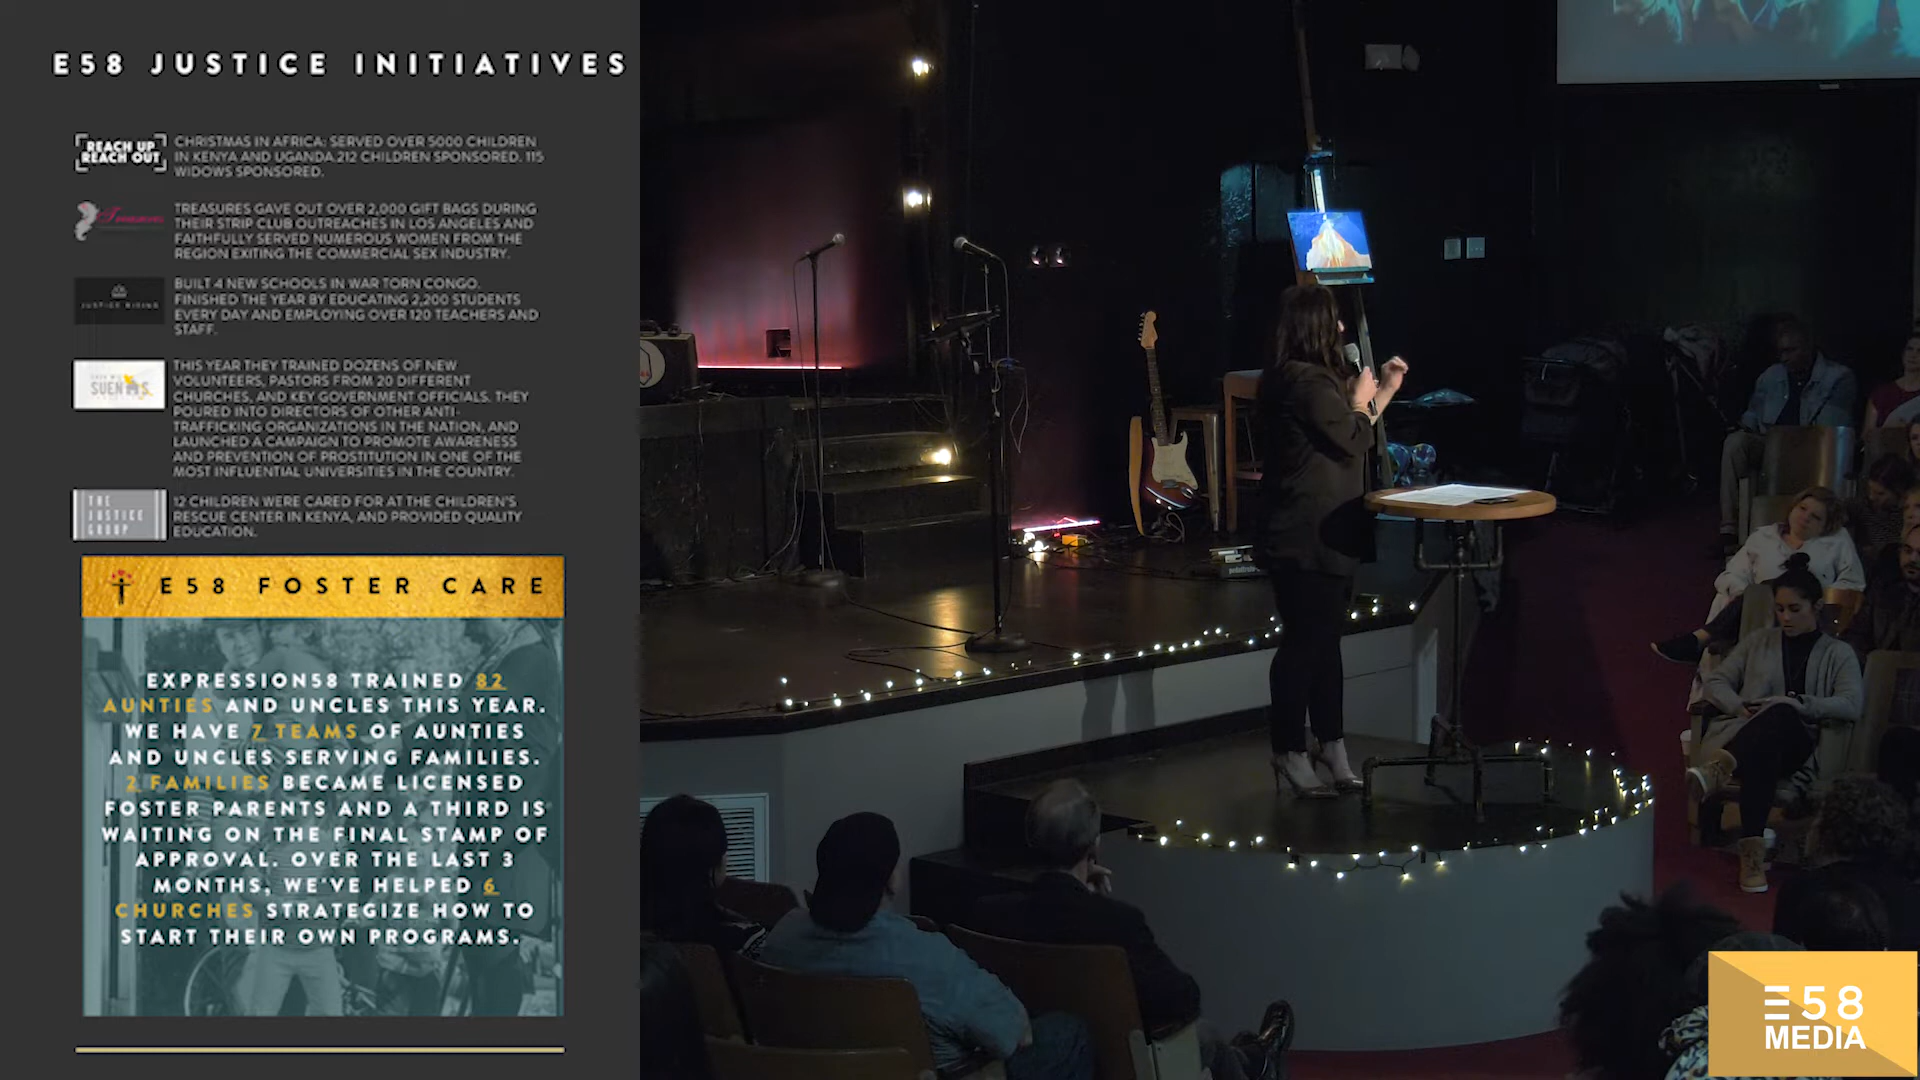 E58 JUSTICE INITIATIVES
REACH UP
REACH OUT
CHRISTMAS IN AFRICA: SERVED OVER 5000 CHILDREN
IN KENYA AND UGANDA.212 CHILDREN SPONSORED. 115
WIDOWS SPONSORED.
Treasures
TREASURES GAVE OUT OVER 2,000 GIFT BAGS DURING
THEIR STRIP CLUB OUTREACHES IN LOS ANGELES AND
FAITHFULLY SERVED NUMEROUS WOMEN FROM THE
REGION EXITING THE COMMERCIAL SEX INDUSTRY.
JUSTICE RISING
BUILT 4 NEW SCHOOLS IN WAR TORN CONGO.
FINISHED THE YEAR BY EDUCATING 2,200 STUDENTS
EVERY DAY AND EMPLOYING OVER 120 TEACHERS AND
STAFF.
THIS YEAR THEY TRAINED DOZENS OF NEW
VOLUNTEERS, PASTORS FROM 20 DIFFERENT
CHURCHES, AND KEY GOVERNMENT OFFICIALS. THEY
POURED INTO DIRECTORS OF OTHER ANTI-
TRAFFICKING ORGANIZATIONS IN THE NATION, AND
LAUNCHED A CAMPAIGN TO PROMOTE AWARENESS
AND PREVENTION OF PROSTITUTION IN ONE OF THE
MOST INFLUENTIAL UNIVERSITIES IN THE COUNTRY.
THE
JUSTICE
GROUP
12 CHILDREN WERE CARED FOR AT THE CHILDREN'S
RESCUE CENTER IN KENYA, AND PROVIDED QUALITY
EDUCATION.
E58 FOSTER CARE
EXPRESSION58 TRAINED 82
AUNTIES AND UNCLES THIS YEAR.
WE HAVE 7 TEAMS OF AUNTIES
AND UNCLES SERVING FAMILIES.
2 FAMILIES BECAME LICENSED
FOSTER PARENTS AND A THIRD IS
WAITING ON THE FINAL STAMP OF
APPROVAL. OVER THE LAST 3
MONTHS, WE'VE HELPED 6
CHURCHES STRATEGIZE HOW TO
START THEIR OWN PROGRAMS.
E58
MEDIA